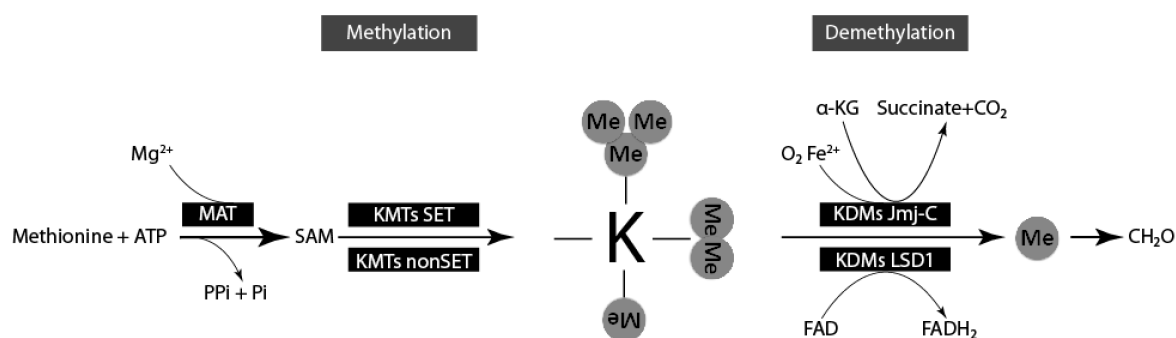 Methylation
Demethylation
α-KG
Succinate+CO₂
Me Me
Me
Mg²⁺
O₂ Fe²⁺
MAT
KMTs SET
KDMs Jmj-C
Me
Me
Methionine + ATP
SAM
K
Me
CH₂O
KMTs nonSET
KDMs LSD1
PPi + Pi
Me
FAD
FADH₂